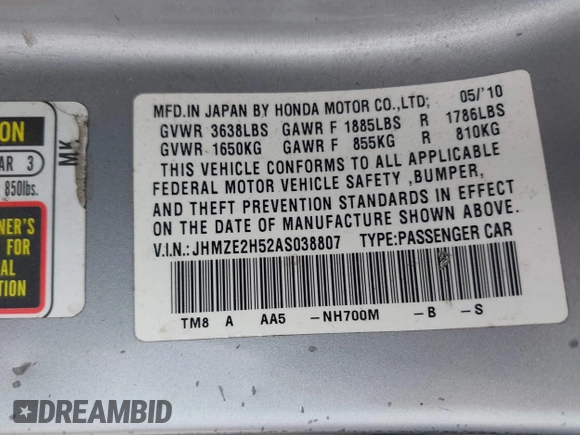 MFD.IN JAPAN BY HONDA MOTOR CO.,LTD; 05/'10
GVWR 3638LBS GAWR F 1885LBS R 1786LBS
GVWR 1650KG GAWR F 855KG R 810KG
THIS VEHICLE CONFORMS TO ALL APPLICABLE
FEDERAL MOTOR VEHICLE SAFETY ,BUMPER,
AND THEFT PREVENTION STANDARDS IN EFFECT
ON THE DATE OF MANUFACTURE SHOWN ABOVE.
V.I.N.: JHMZE2H52AS038807 TYPE:PASSENGER CAR
TM8 A AA5 -NH700M -B -S
ON
AR 3
850lbs.
MK
NER'S
FOR
AL
TION
DREAMBID